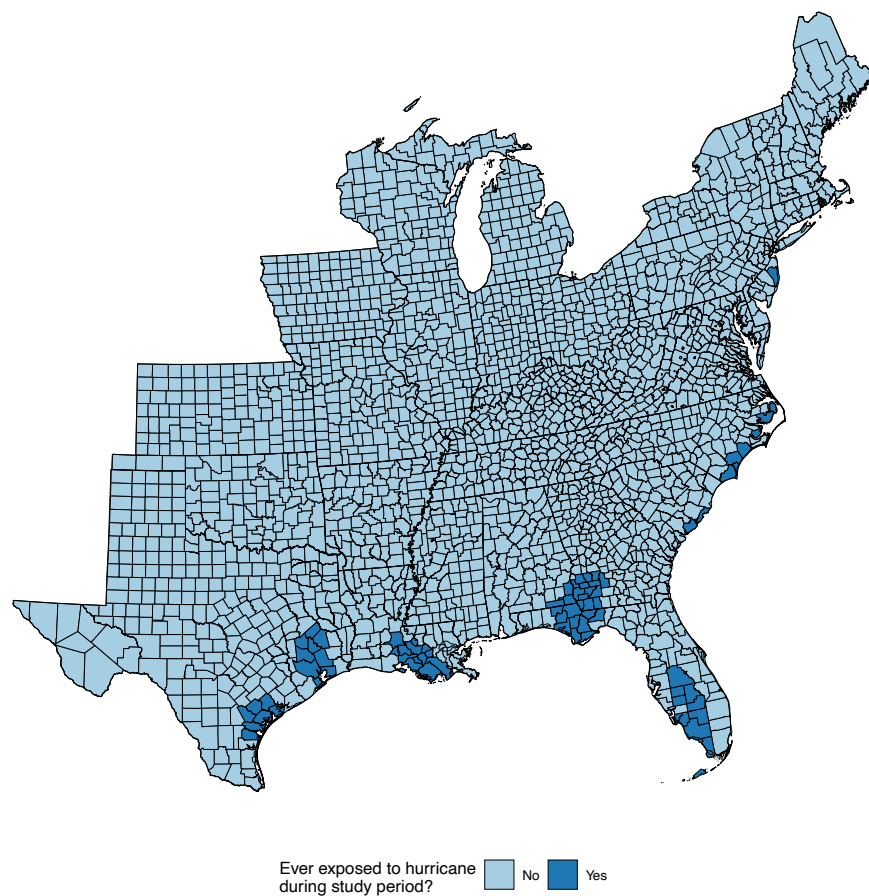 Ever exposed to hurricane
during study period?
No
Yes